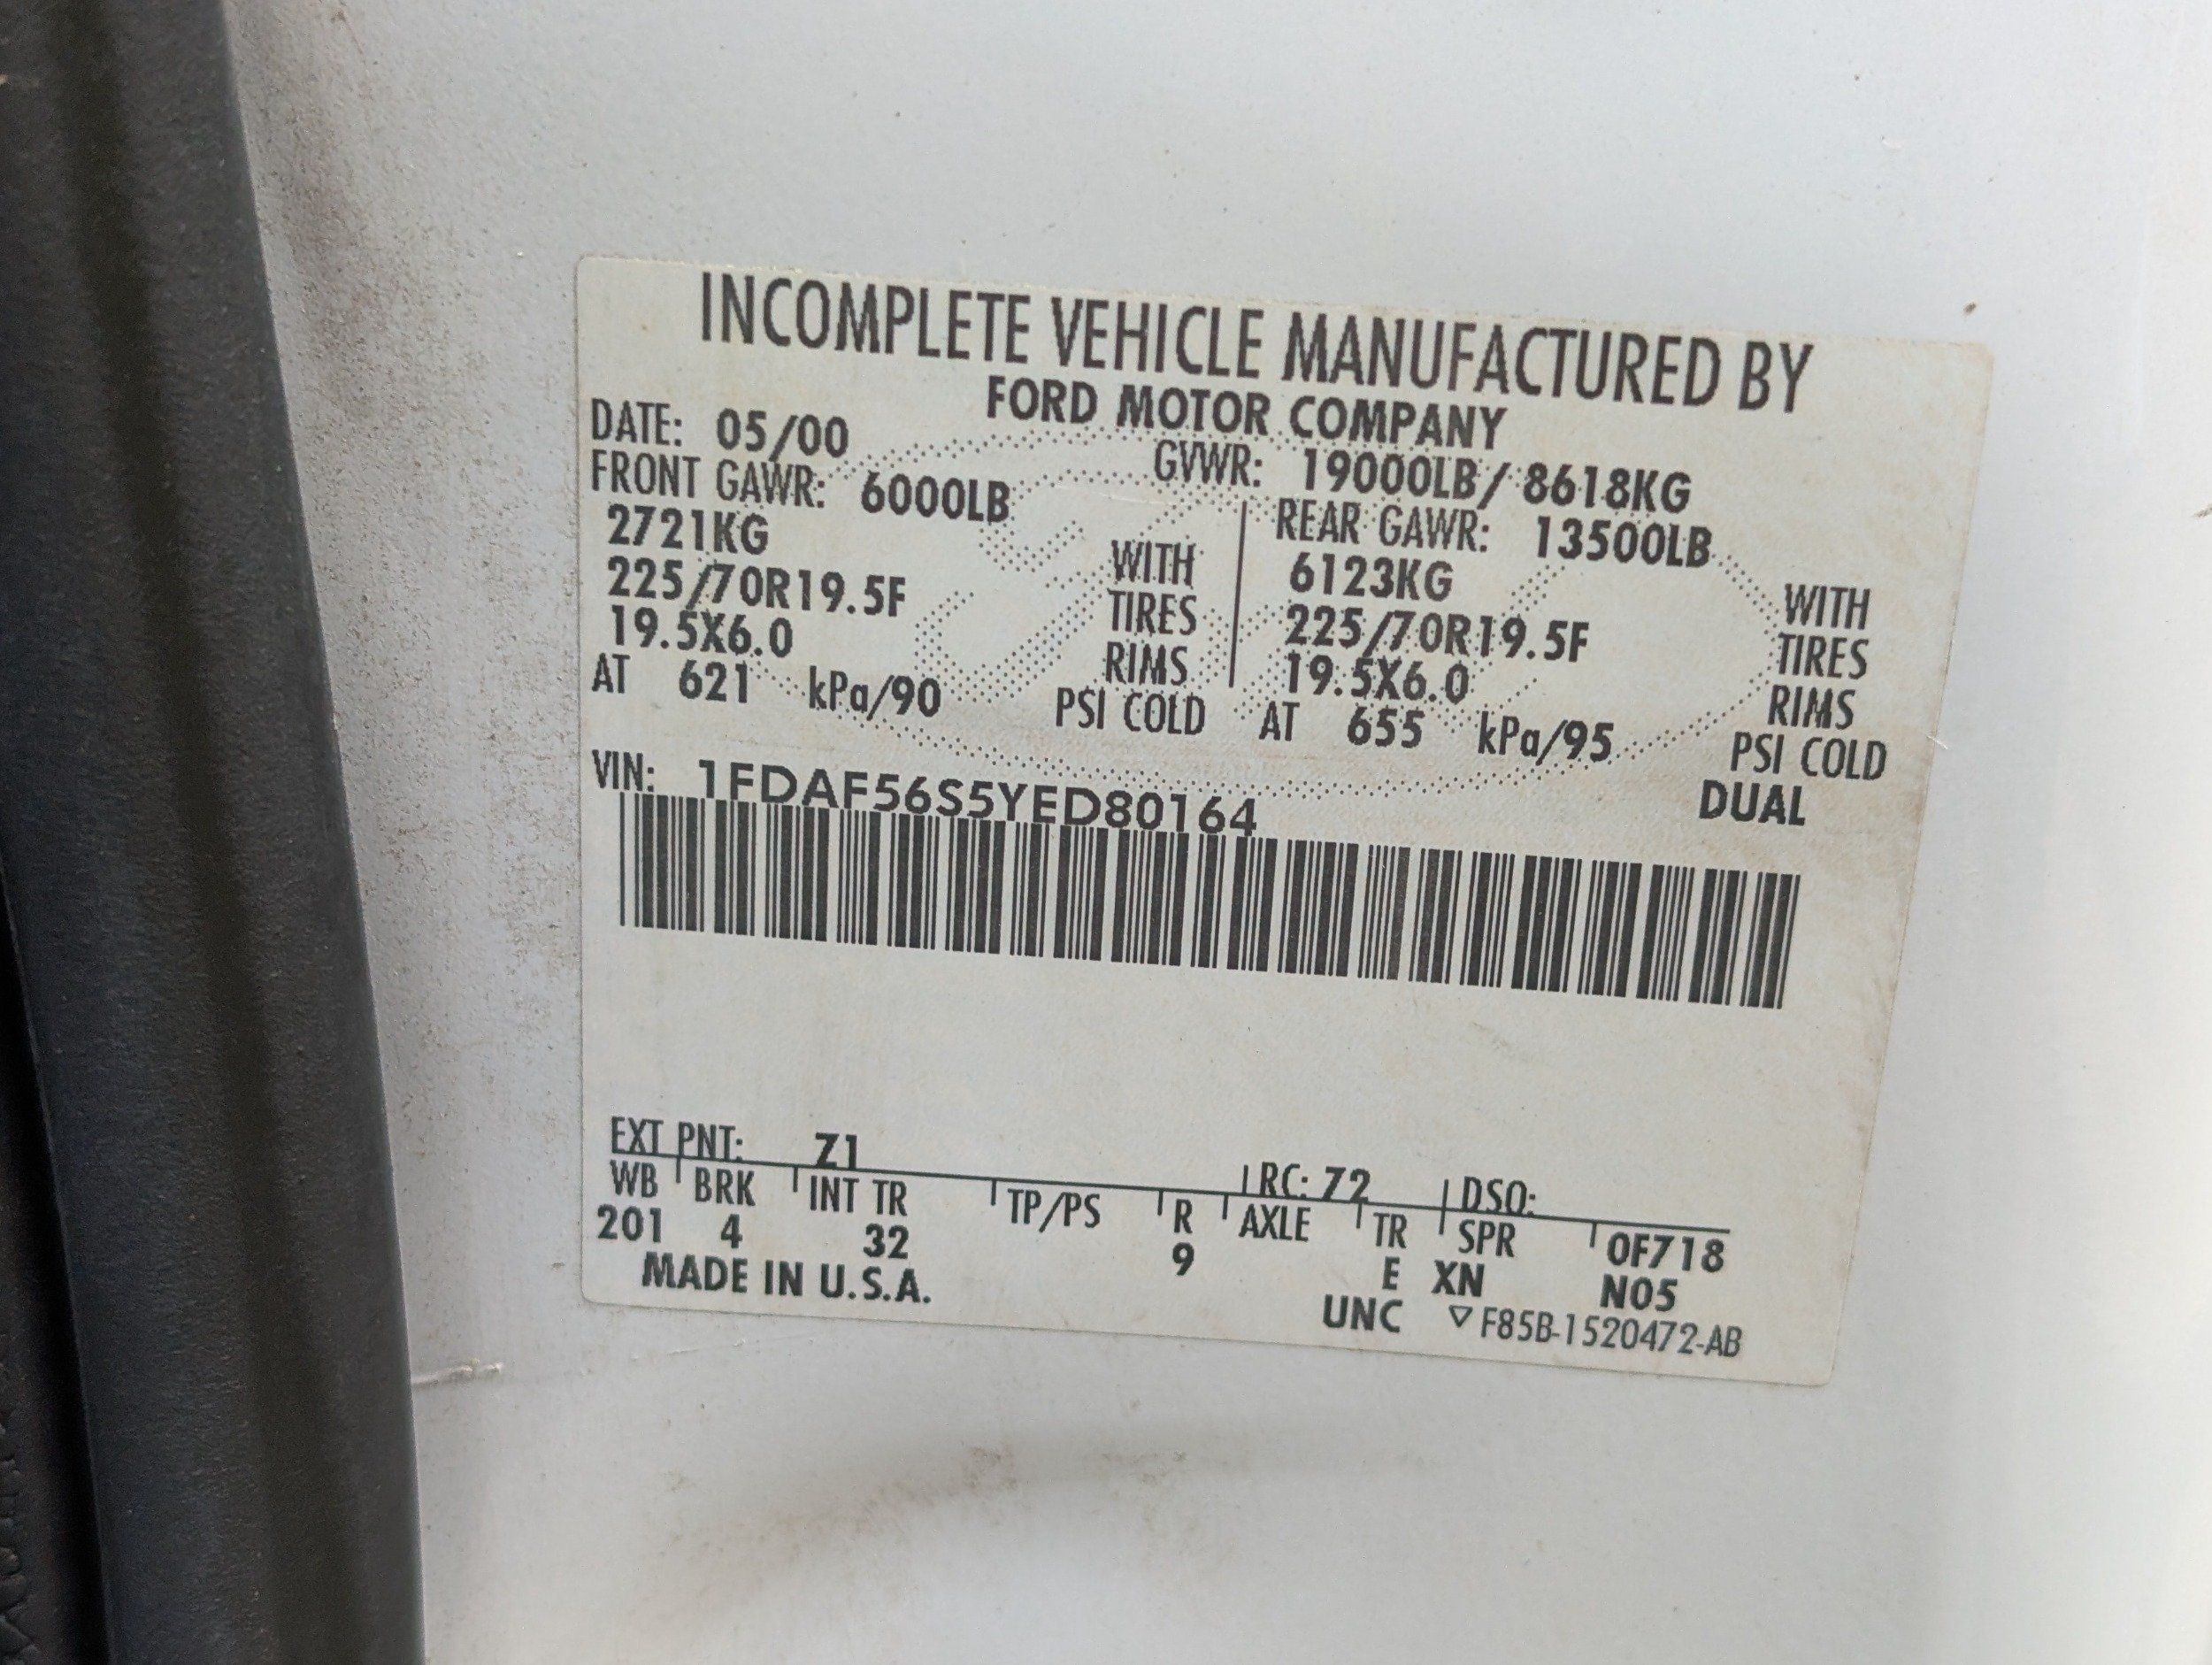 INCOMPLETE VEHICLE MANUFACTURED BY
FORD MOTOR COMPANY
DATE: 05/00
GVWR: 19000LB/ 8618KG
FRONT GAWR: 6000LB
2721KG WITH
225/70R19.5F TIRES
19.5X6.0 RIMS
AT 621 kPa/90 PSI COLD
REAR GAWR: 13500LB
6123KG WITH
225/70R19.5F TIRES
19.5X6.0 RIMS
AT 655 kPa/95 PSI COLD
DUAL
VIN: 1FDAF56S5YED80164
EXT PNT: Z1 RC: 72 DSO:
WB BRK INT TR TP/PS R AXLE TR SPR 0F718
201 4 32 9 E XN N05
MADE IN U.S.A. UNC ▽ F85B-1520472-AB